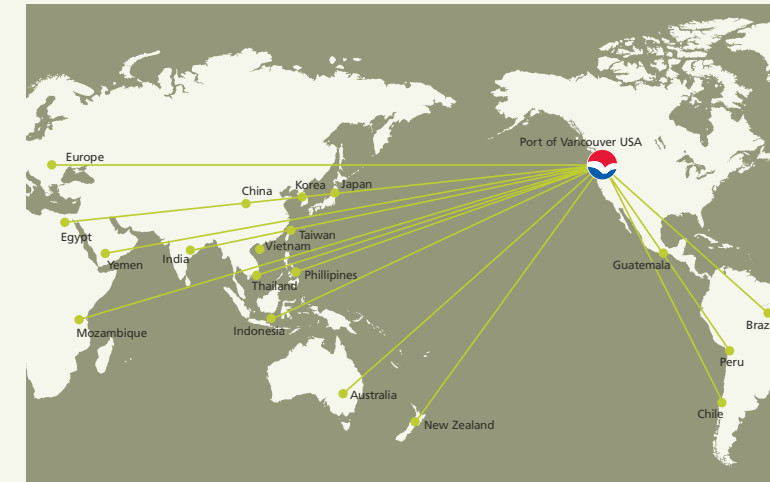 Port of Vancouver USA
Europe
China
Korea
Japan
Egypt
Taiwan
Vietnam
Yemen
India
Guatemala
Phillipines
Thailand
Mozambique
Indonesia
Braz
Peru
Australia
Chile
New Zealand